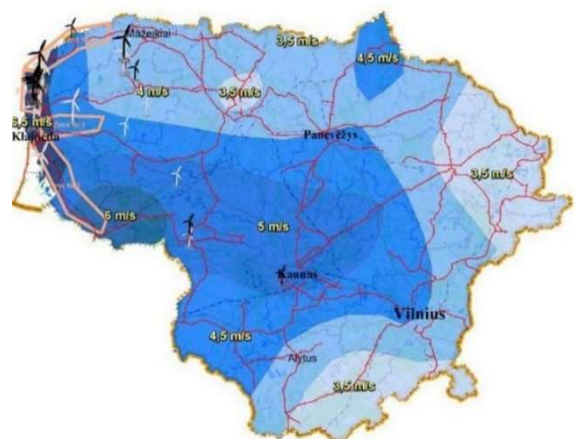 3,5 m/s
Mažeikiai
4,5 m/s
4 m/s
3,5 m/s
6,5 m/s
Klaipėda
Panevėžys
3,5 m/s
6 m/s
5 m/s
Kaunas
Vilnius
4,5 m/s
Alytus
3,5 m/s